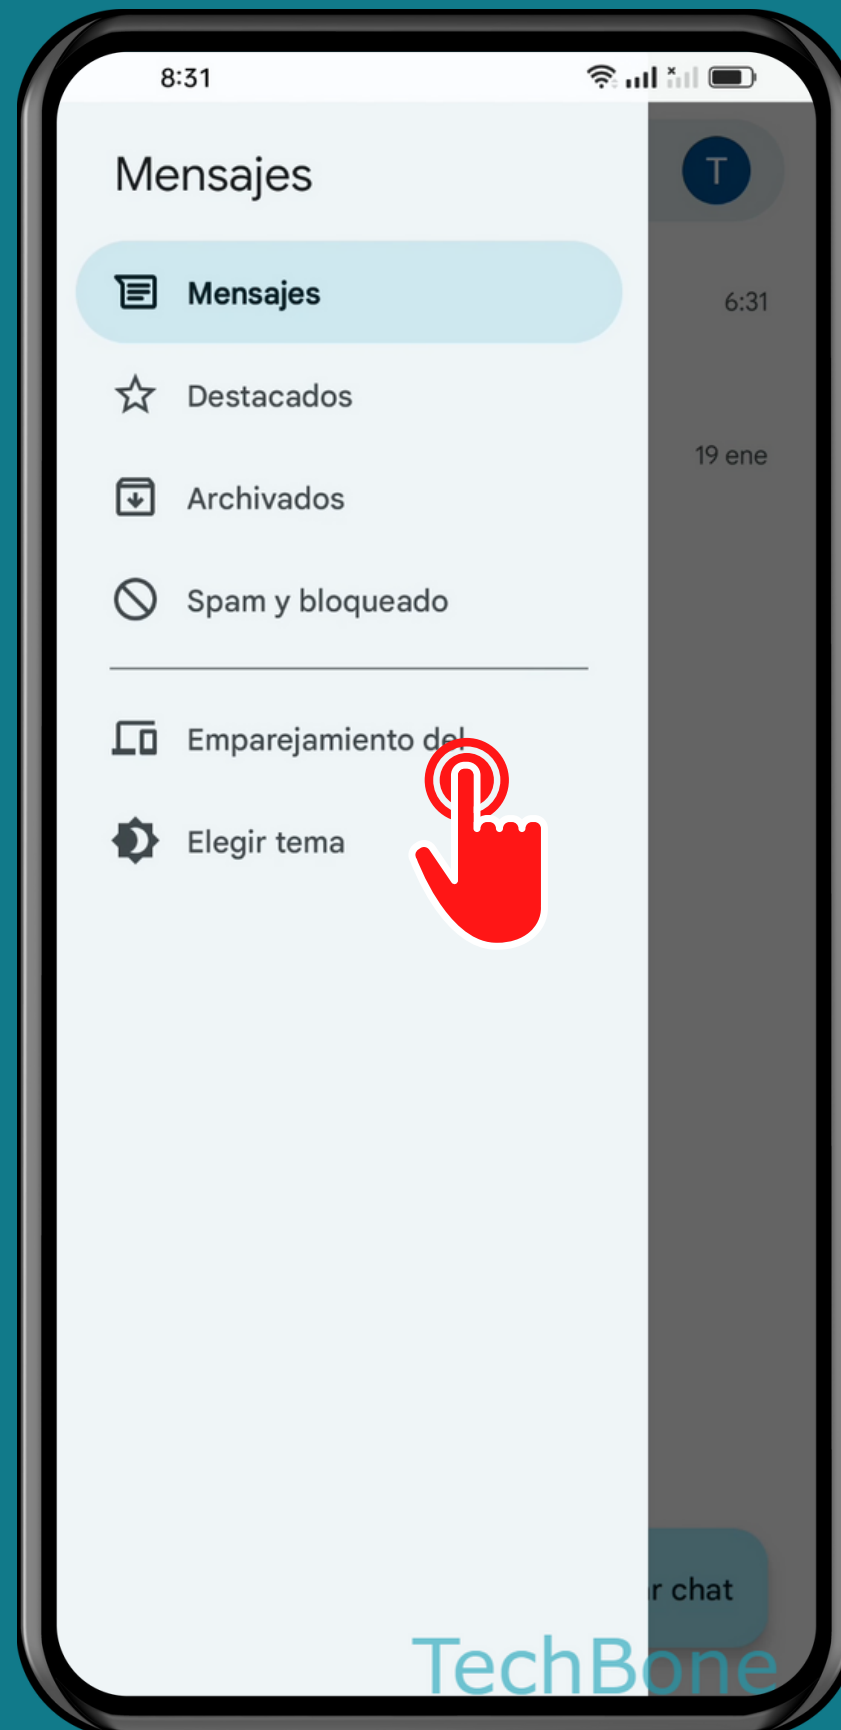 8:31
Mensajes
T
Mensajes
6:31
Destacados
19 ene
Archivados
Spam y bloqueado
Emparejamiento del
Elegir tema
chat
TechBone